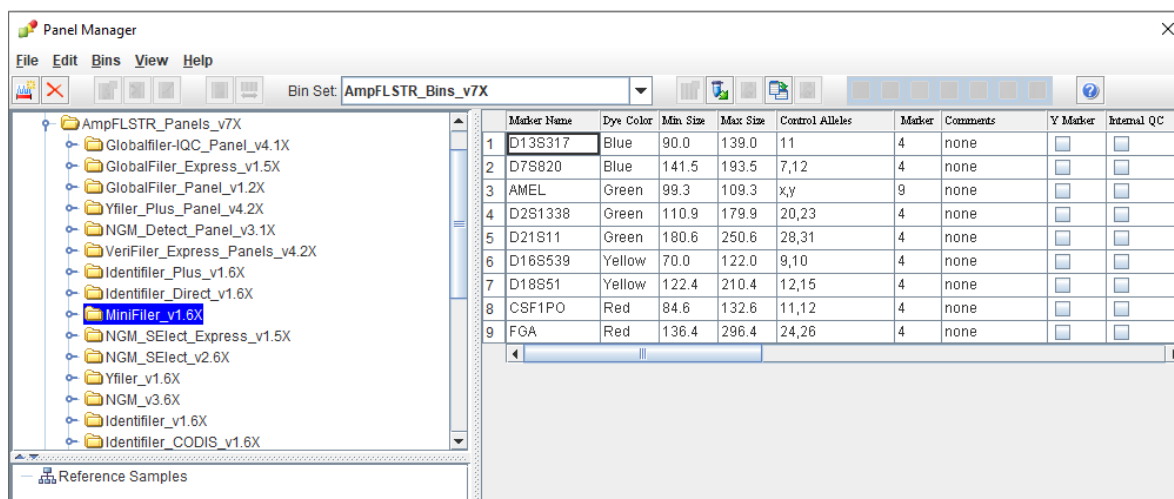 Panel Manager
File Edit Bins View Help
Bin Set: AmpFLSTR_Bins_v7X
AmpFLSTR_Panels_v7X
Globalfiler-IQC_Panel_v4.1X
GlobalFiler_Express_v1.5X
GlobalFiler_Panel_v1.2X
Yfiler_Plus_Panel_v4.2X
NGM_Detect_Panel_v3.1X
VeriFiler_Express_Panels_v4.2X
Identifiler_Plus_v1.6X
Identifiler_Direct_v1.6X
MiniFiler_v1.6X
NGM_SElect_Express_v1.5X
NGM_SElect_v2.6X
Yfiler_v1.6X
NGM_v3.6X
Identifiler_v1.6X
Identifiler_CODIS_v1.6X
Reference Samples
Marker Name Dye Color Min Size Max Size Control Alleles Marker Comments Y Marker Internal QC
1 D13S317 Blue 90.0 139.0 11 4 none
2 D7S820 Blue 141.5 193.5 7,12 4 none
3 AMEL Green 99.3 109.3 x,y 9 none
4 D2S1338 Green 110.9 179.9 20,23 4 none
5 D21S11 Green 180.6 250.6 28,31 4 none
6 D16S539 Yellow 70.0 122.0 9,10 4 none
7 D18S51 Yellow 122.4 210.4 12,15 4 none
8 CSF1PO Red 84.6 132.6 11,12 4 none
9 FGA Red 136.4 296.4 24,26 4 none